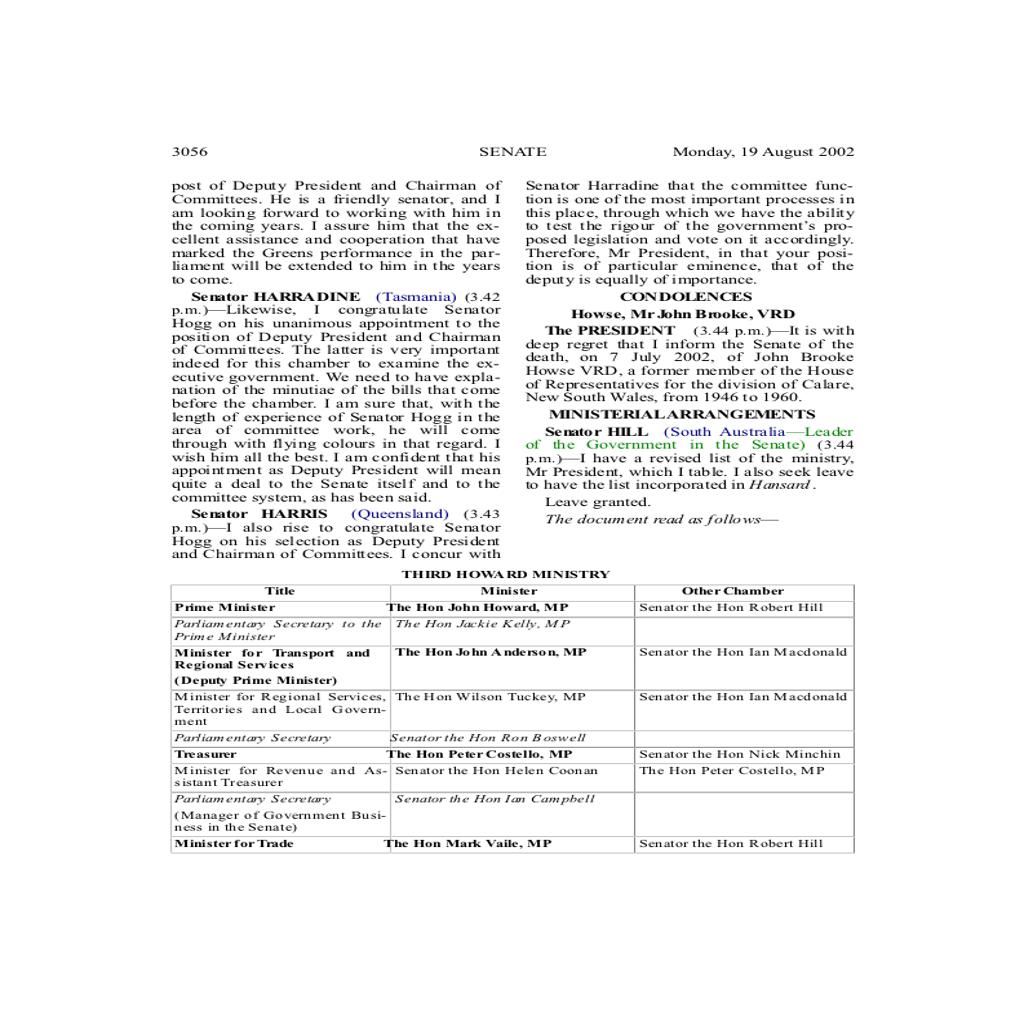 3056 SENATE Monday, 19 August 2002
post of Deputy President and Chairman of
Committees. He is a friendly senator, and I
am looking forward to working with him in
the coming years. I assure him that the ex-
cellent assistance and cooperation that have
marked the Greens performance in the par-
liament will be extended to him in the years
to come.
Senator HARRADINE (Tasmania) (3.42
p.m.)—Likewise, I congratulate Senator
Hogg on his unanimous appointment to the
position of Deputy President and Chairman
of Committees. The latter is very important
indeed for this chamber to examine the ex-
ecutive government. We need to have expla-
nation of the minutiae of the bills that come
before the chamber. I am sure that, with the
length of experience of Senator Hogg in the
area of committee work, he will come
through with flying colours in that regard. I
wish him all the best. I am confident that his
appointment as Deputy President will mean
quite a deal to the Senate itself and to the
committee system, as has been said.
Senator HARRIS (Queensland) (3.43
p.m.)—I also rise to congratulate Senator
Hogg on his selection as Deputy President
and Chairman of Committees. I concur with
Senator Harradine that the committee func-
tion is one of the most important processes in
this place, through which we have the ability
to test the rigour of the government's pro-
posed legislation and vote on it accordingly.
Therefore, Mr President, in that your posi-
tion is of particular eminence, that of the
deputy is equally of importance.
CONDOLENCES
Howse, Mr John Brooke, VRD
The PRESIDENT (3.44 p.m.)—It is with
deep regret that I inform the Senate of the
death, on 7 July 2002, of John Brooke
Howse VRD, a former member of the House
of Representatives for the division of Calare,
New South Wales, from 1946 to 1960.
MINISTERIAL ARRANGEMENTS
Senator HILL (South Australia—Leader
of the Government in the Senate) (3.44
p.m.)—I have a revised list of the ministry,
Mr President, which I table. I also seek leave
to have the list incorporated in Hansard.
Leave granted.
The document read as follows—
THIRD HOWARD MINISTRY
Title Minister Other Chamber
Prime Minister The Hon John Howard, MP Senator the Hon Robert Hill
Parliamentary Secretary to the The Hon Jackie Kelly, MP
Prime Minister
Minister for Transport and The Hon John Anderson, MP Senator the Hon Ian Macdonald
Regional Services
(Deputy Prime Minister)
Minister for Regional Services, The Hon Wilson Tuckey, MP Senator the Hon Ian Macdonald
Territories and Local Govern-
ment
Parliamentary Secretary Senator the Hon Ron Boswell
Treasurer The Hon Peter Costello, MP Senator the Hon Nick Minchin
Minister for Revenue and As- Senator the Hon Helen Coonan The Hon Peter Costello, MP
sistant Treasurer
Parliamentary Secretary Senator the Hon Ian Campbell
(Manager of Government Busi-
ness in the Senate)
Minister for Trade The Hon Mark Vaile, MP Senator the Hon Robert Hill